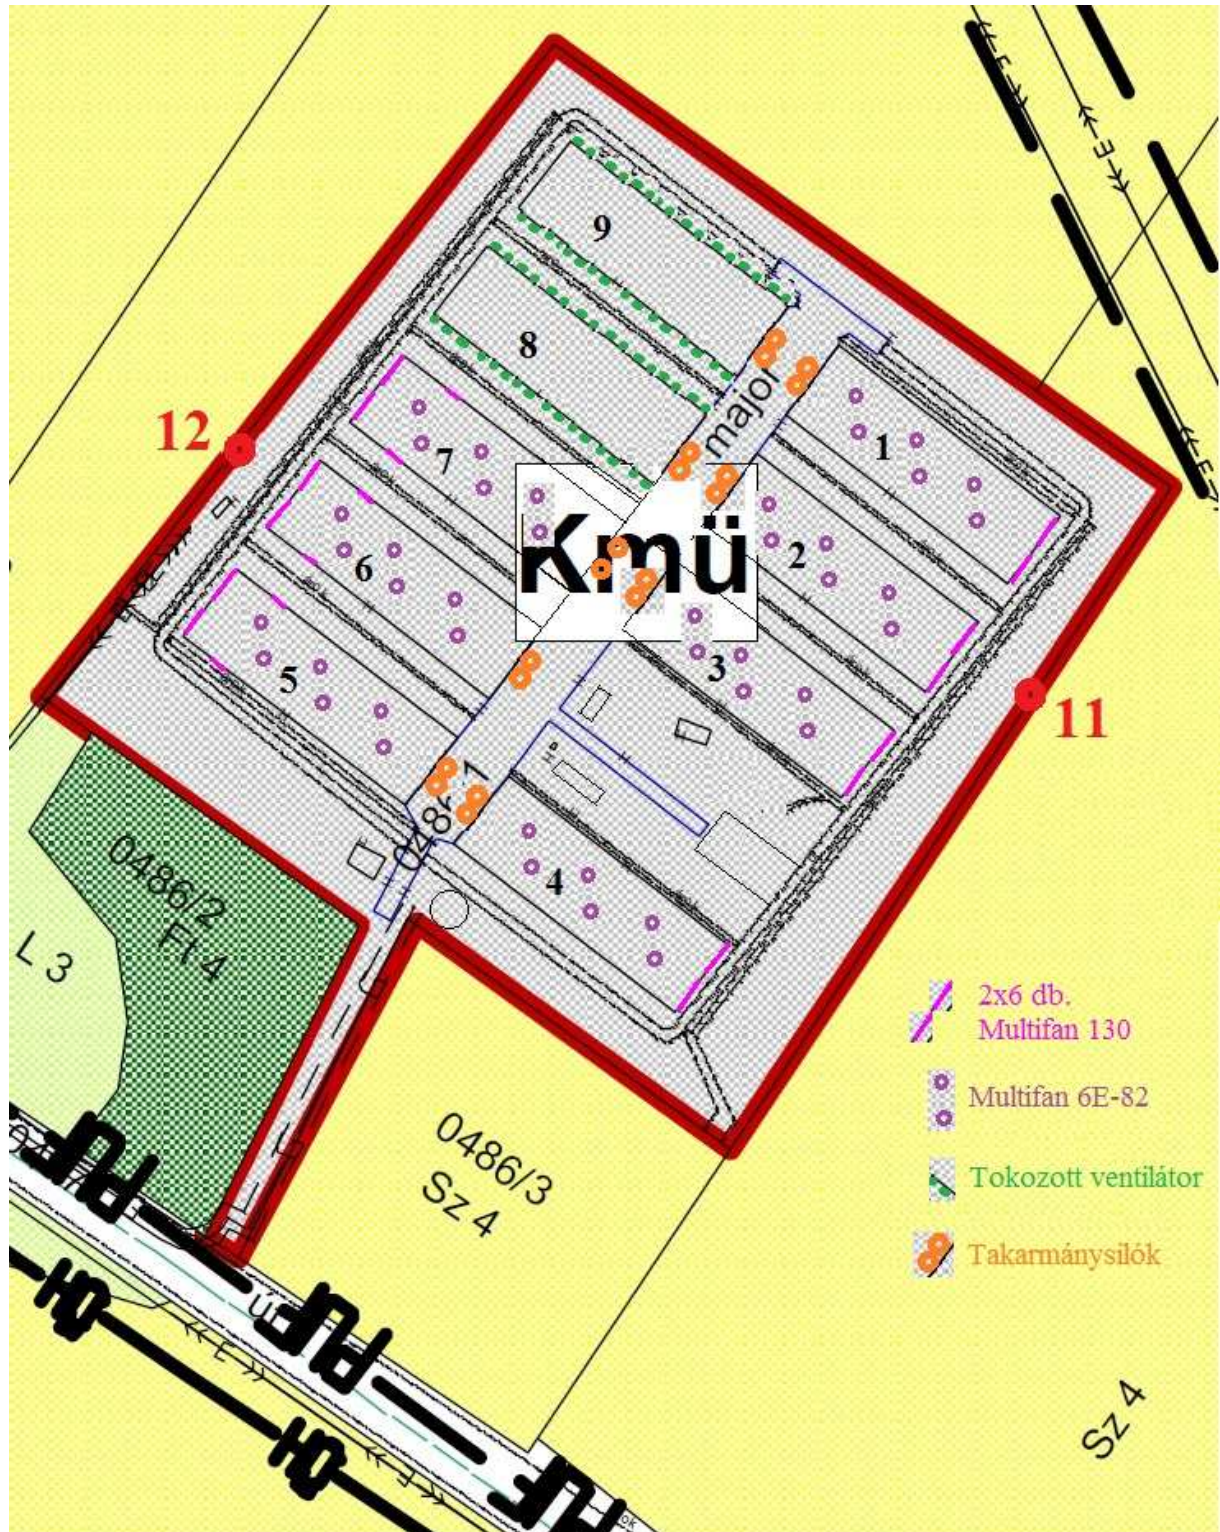 9
8
major
12
7
1
Kmü
2
6
3
5
11
048
1
4
0486/2
Ft 4
L 3
2x6 db.
Multifan 130
Multifan 6E-82
0486/3
Sz 4
Tokozott ventilátor
Takarmánysilók
Sz 4
E
E
E